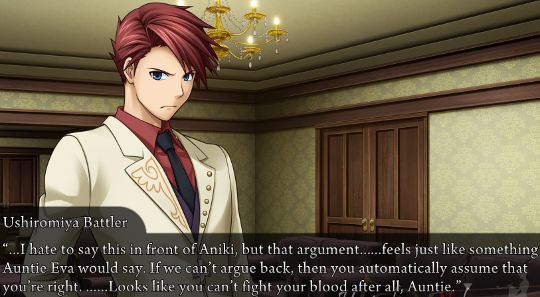 Ushiromiya Battler
“...I hate to say this in front of Aniki, but that argument......feels just like something
Auntie Eva would say. If we can’t argue back, then you automatically assume that
you’re right. ......Looks like you can’t fight your blood after all, Auntie.”